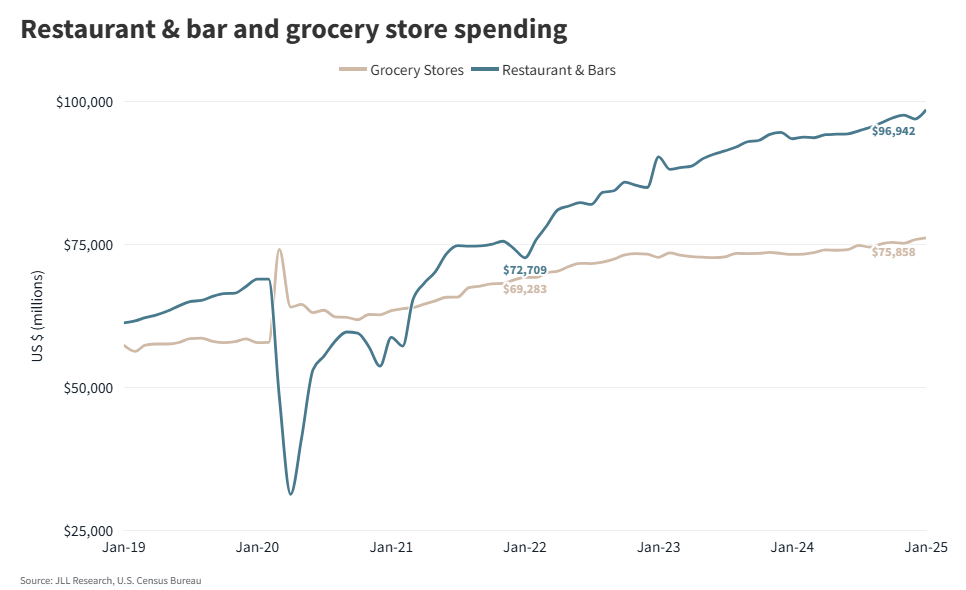 Restaurant & bar and grocery store spending
Grocery Stores Restaurant & Bars
US $ (millions)
$100,000
$96,942
$75,000
$75,858
$72,709
$69,283
$50,000
$25,000
Jan-19 Jan-20 Jan-21 Jan-22 Jan-23 Jan-24 Jan-25
Source: JLL Research, U.S. Census Bureau